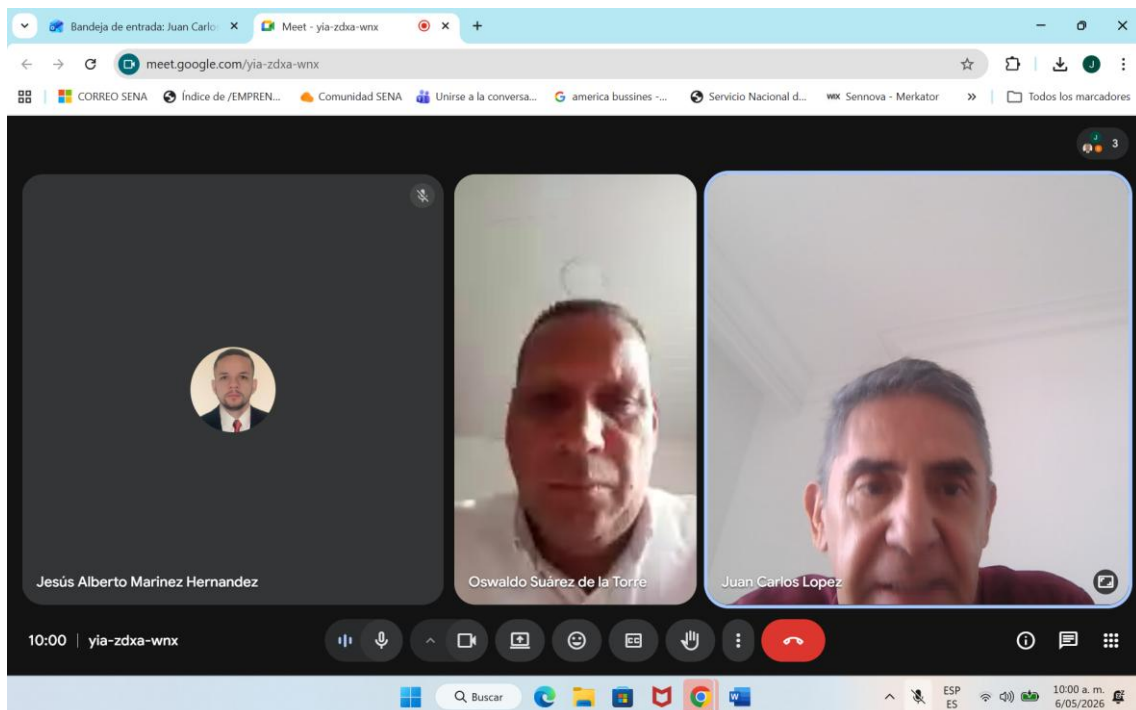 Bandeja de entrada: Juan Carlo
Meet - yia-zdxa-wnx
meet.google.com/yia-zdxa-wnx
J
CORREO SENA
Índice de /EMPREN...
Comunidad SENA
Unirse a la conversa...
america bussines -...
Servicio Nacional d...
WIX Sennova - Merkator
»
Todos los marcadores
J
3
Jesús Alberto Marinez Hernandez
Oswaldo Suárez de la Torre
Juan Carlos Lopez
10:00 | yia-zdxa-wnx
Buscar
ESP
ES
10:00 a. m.
6/05/2026